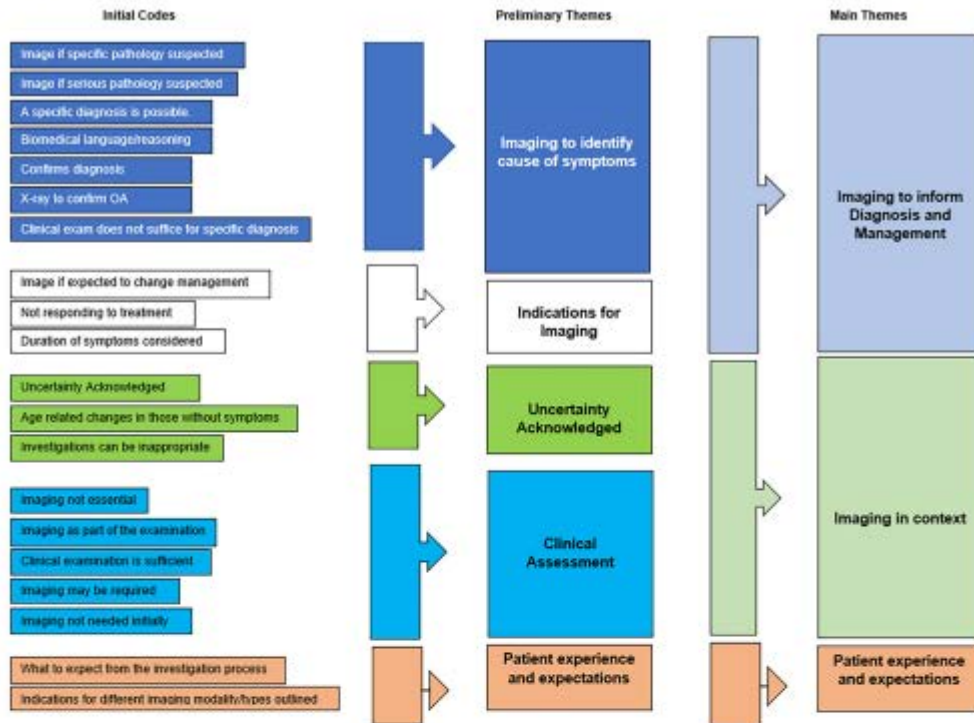 Initial Codes
Preliminary Themes
Main Themes
Image if specific pathology suspected
Image if serious pathology suspected
A specific diagnosis is possible.
Biomedical language/reasoning
Confirms diagnosis
X-ray to confirm OA
Clinical exam does not suffice for specific diagnosis
Image if expected to change management
Not responding to treatment
Duration of symptoms considered
Uncertainty Acknowledged
Age related changes in those without symptoms
Investigations can be inappropriate
Imaging not essential
Imaging as part of the examination
Clinical examination is sufficient
Imaging may be required
Imaging not needed initially
What to expect from the investigation process
Indications for different imaging modality/types outlined
Imaging to identify
cause of symptoms
Indications for
Imaging
Uncertainty
Acknowledged
Clinical
Assessment
Patient experience
and expectations
Imaging to inform
Diagnosis and
Management
Imaging in context
Patient experience
and expectations